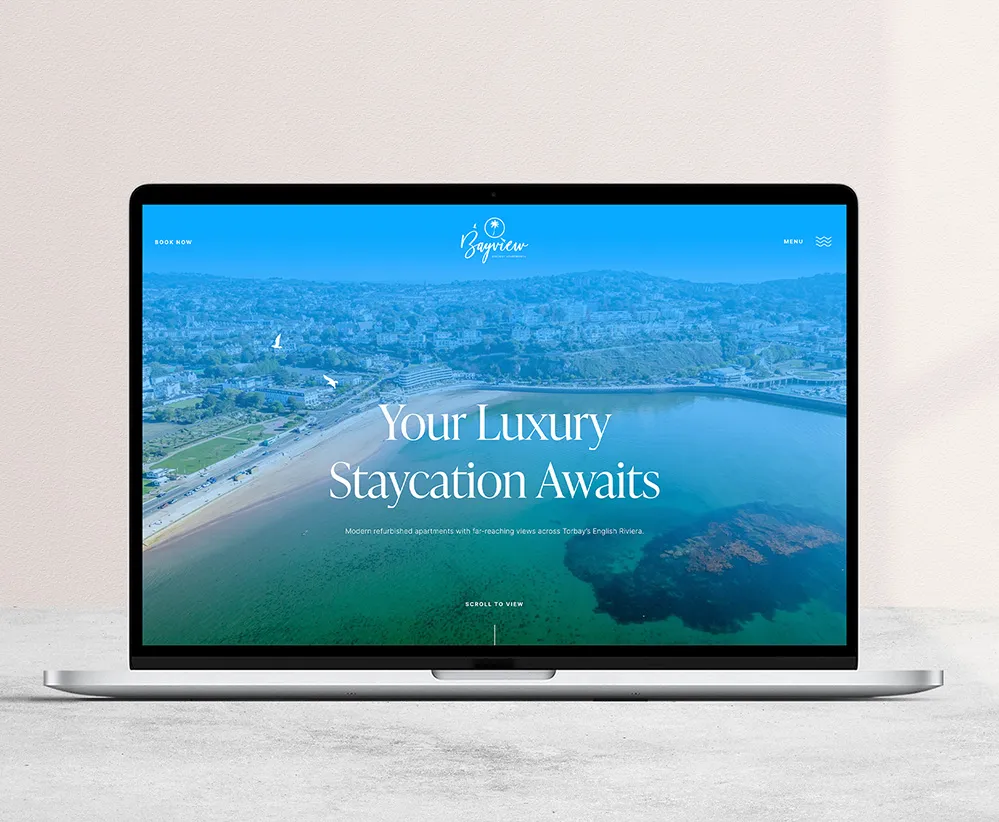 BOOK NOW
Bayview
MENU
Your Luxury
Staycation Awaits
Modern refurbished apartments with far-reaching views across Torbay's English Riviera.
SCROLL TO VIEW